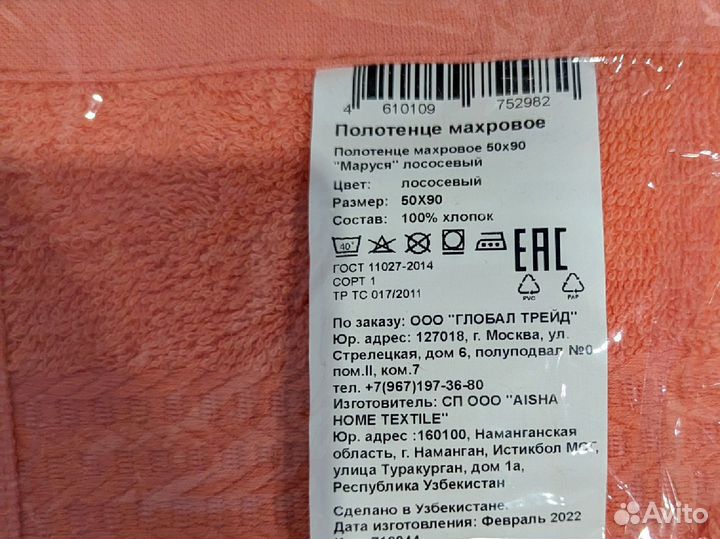 4 610109 752982
Полотенце махровое
Полотенце махровое 50х90
"Маруся" лососевый
Цвет: лососевый
Размер: 50X90
Состав: 100% хлопок
40°
EAC
ГОСТ 11027-2014
СОРТ 1
ТР ТС 017/2011
PVC PAP
По заказу: ООО "ГЛОБАЛ ТРЕЙД"
Юр. адрес: 127018, г. Москва, ул.
Стрелецкая, дом 6, полуподвал №0
пом.II, ком.7
тел. +7(967)197-36-80
Изготовитель: СП ООО "AISHA
HOME TEXTILE"
Юр. адрес :160100, Наманганская
область, г. Наманган, Истикбол МСГ,
улица Туракурган, дом 1а,
Республика Узбекистан
Сделано в Узбекистане.
Дата изготовления: Февраль 2022
Avito